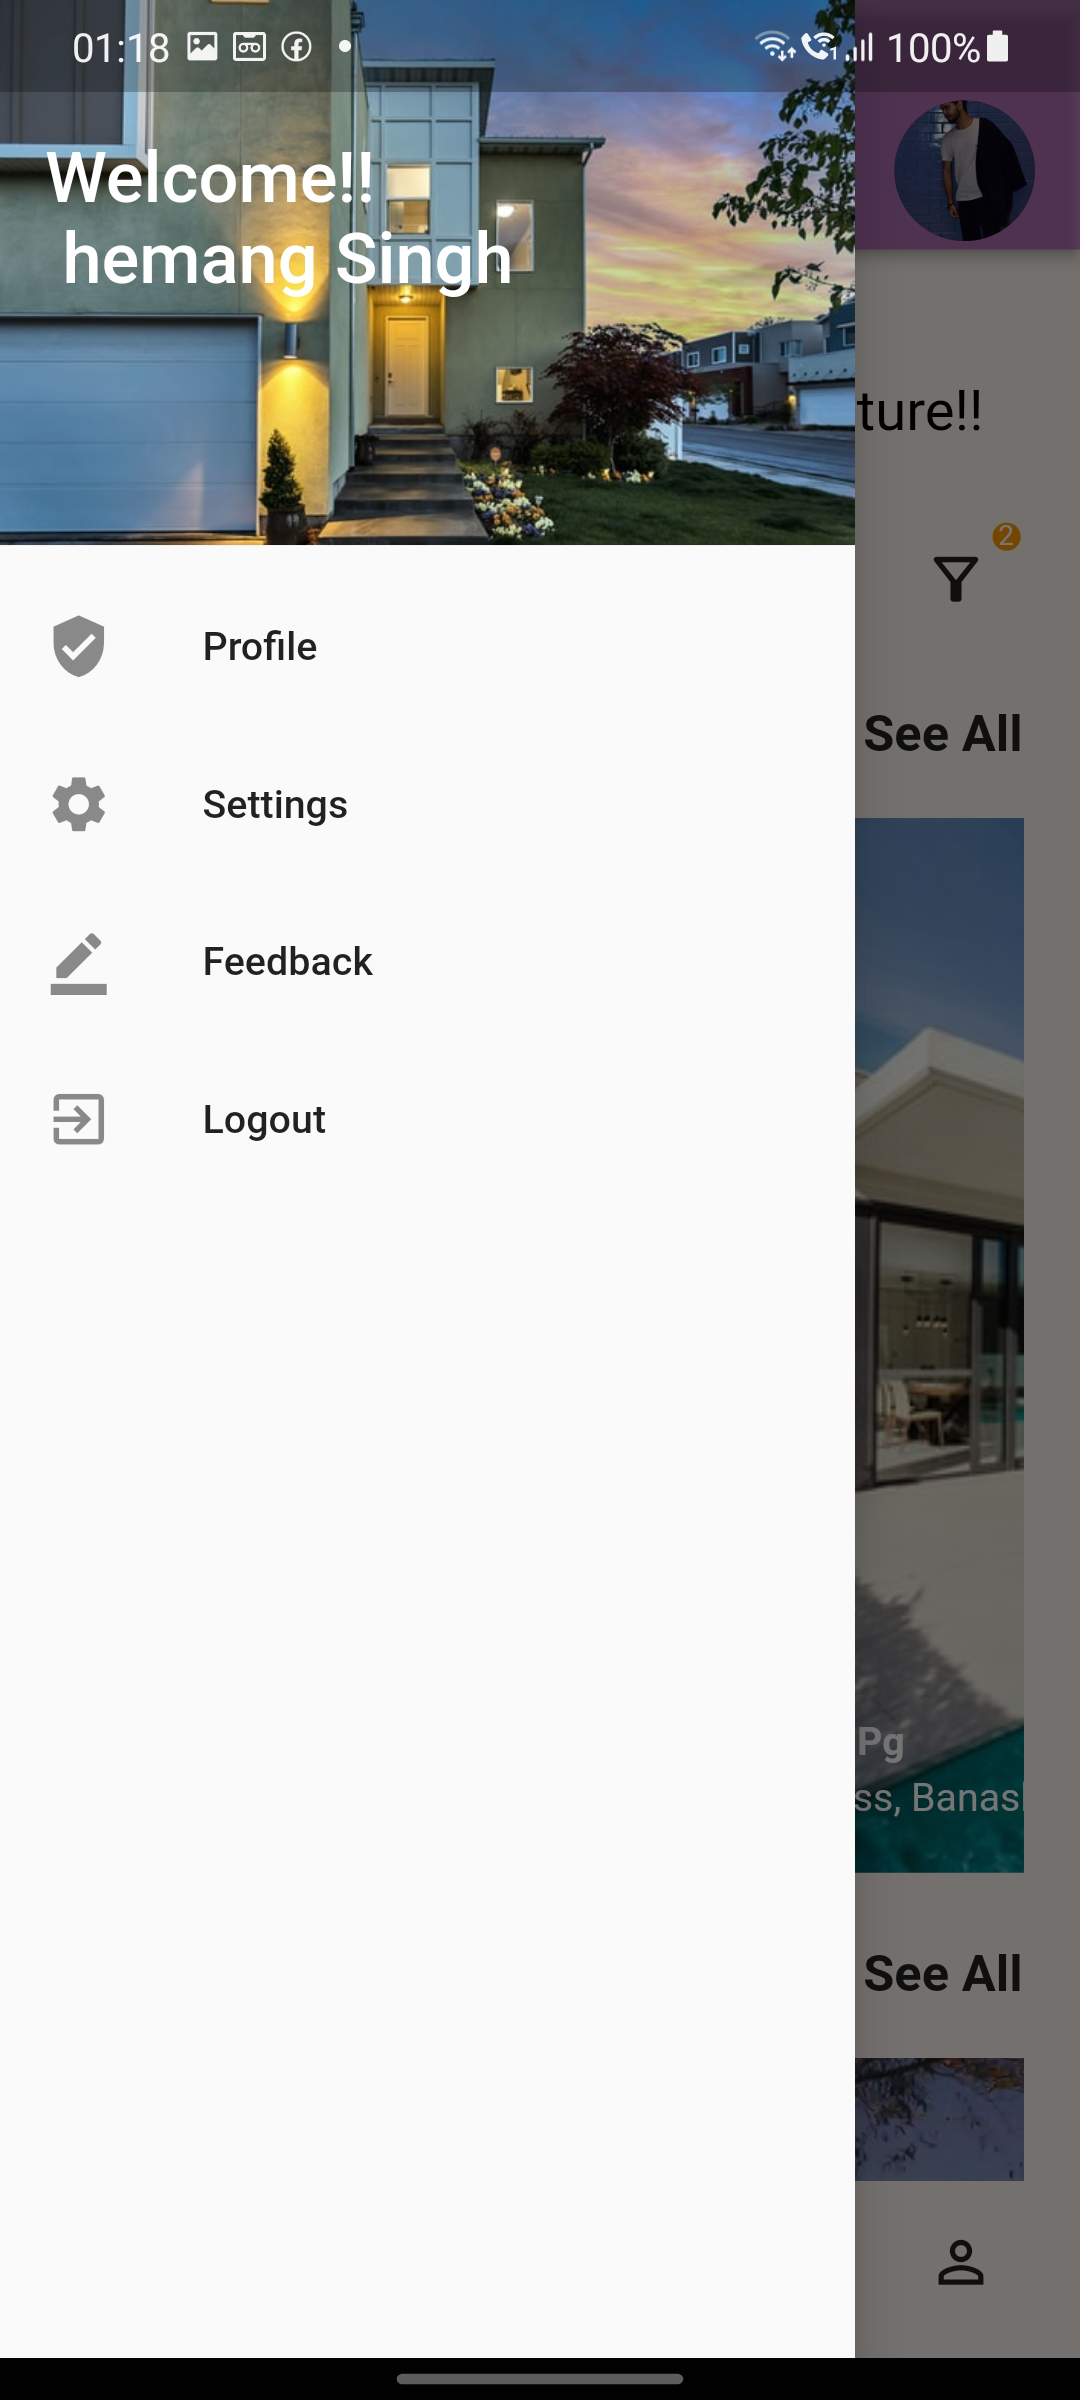 01:18 100%
Welcome!!
hemang Singh
ture!!
2
Profile
See All
Settings
Feedback
Logout
Pg
ss, Banas
See All